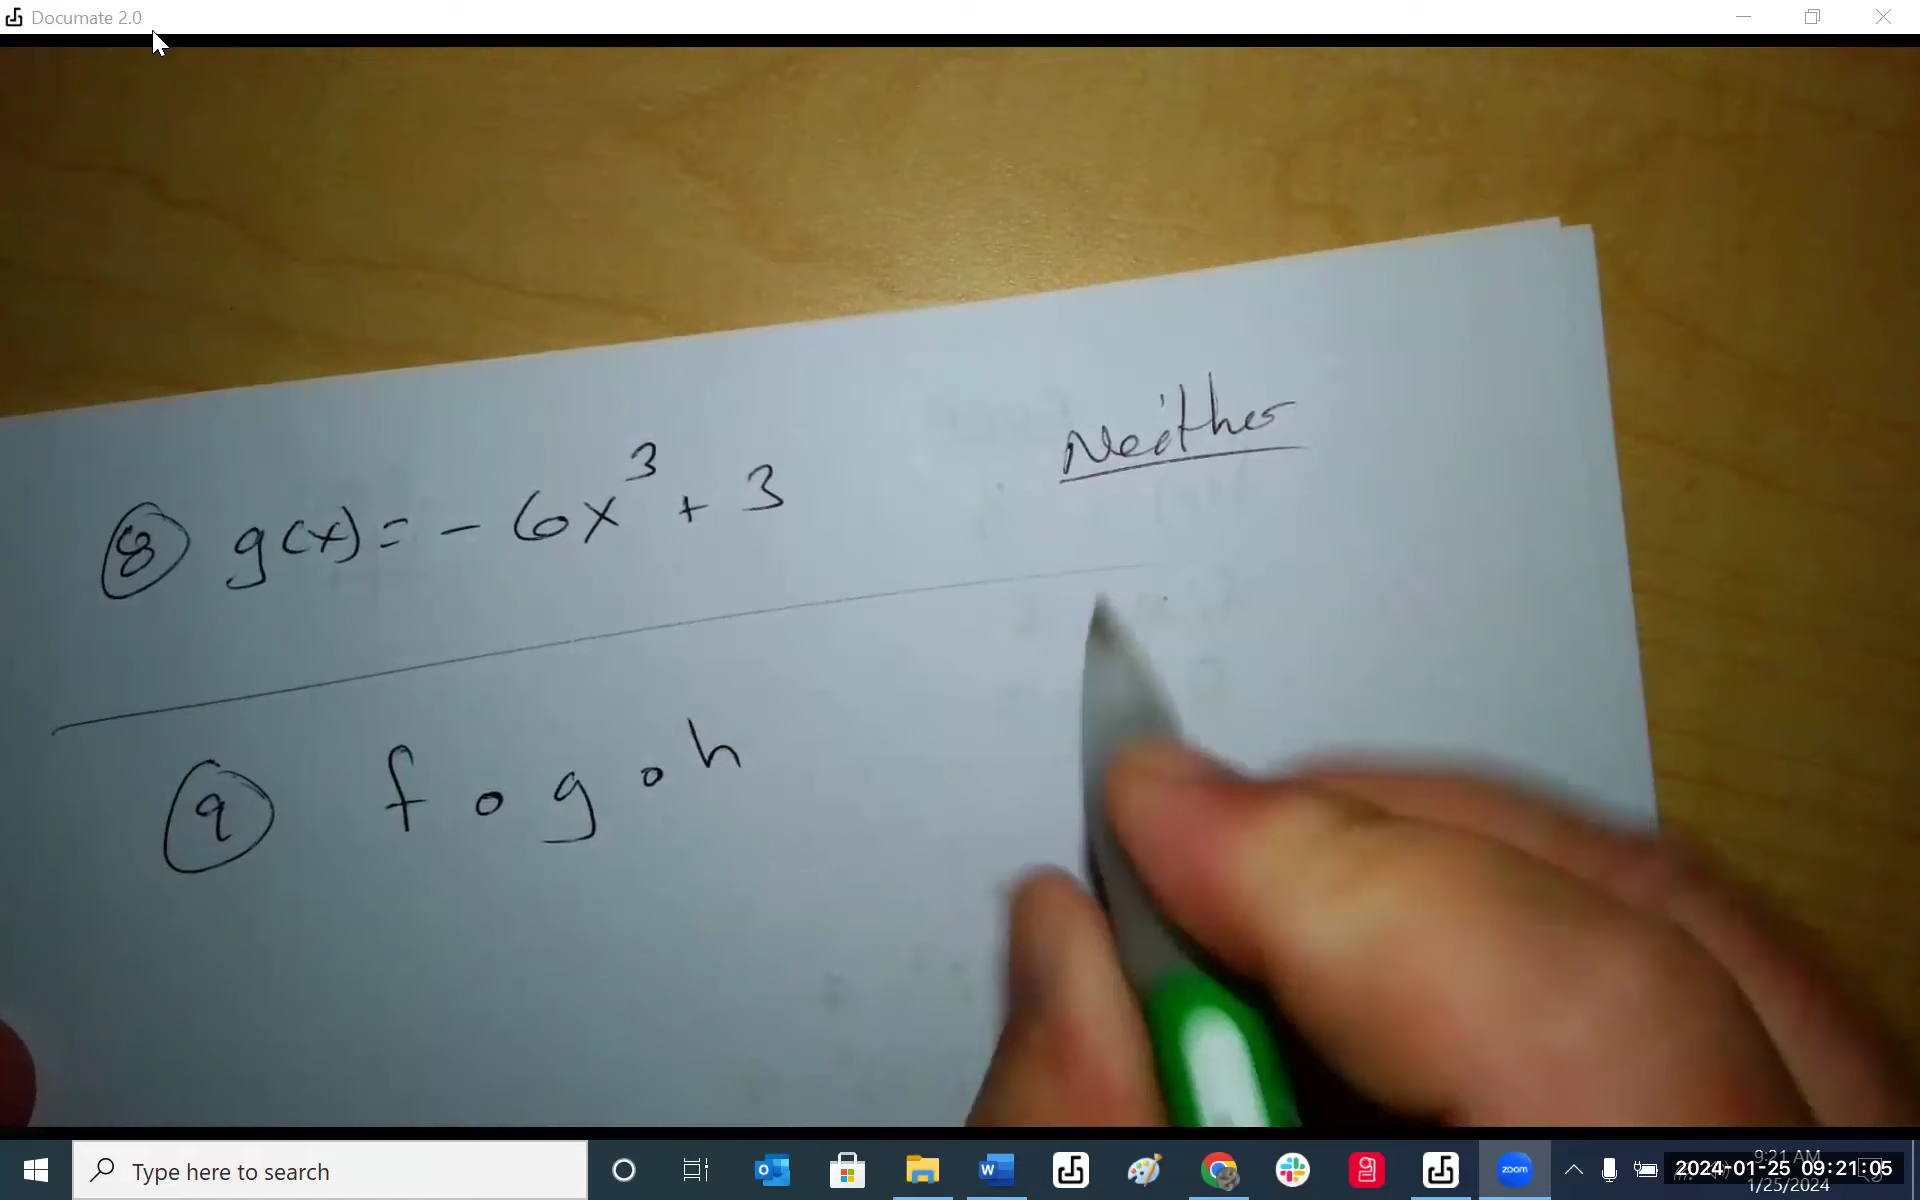 Documate 2.0
Neither
⑧ g(x) = - 6x³ + 3
⑨ f ∘ g ∘ h
Type here to search
zoom
9:21 AM
2024-01-25 09:21:05
1/25/2024